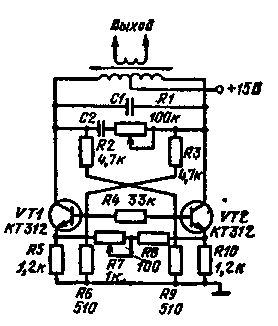 Выход
+15В
C1 R1
C2 100к
R2 R3
4,7к 4,7к
R4 33к
VT1 VT2
КТ312 КТ312
R5 R7 R8 R10
1,2к 1к 100 1,2к
R6 R9
510 510